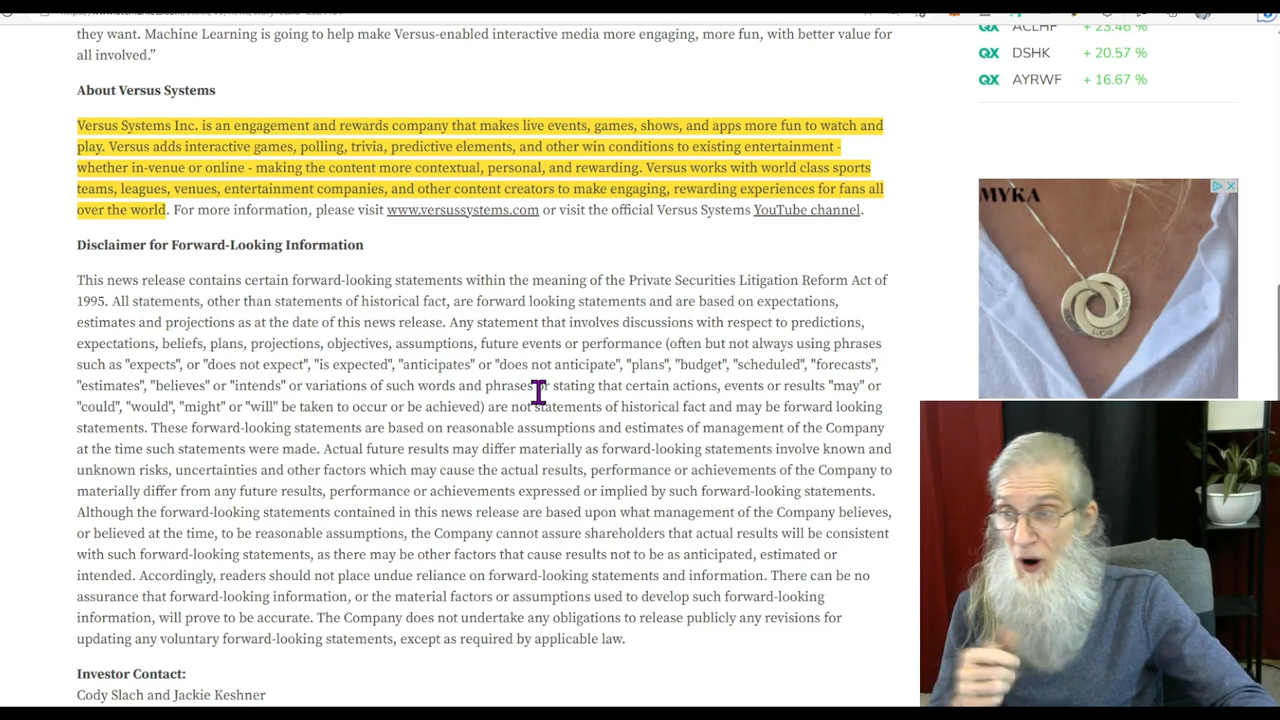 they want. Machine Learning is going to help make Versus-enabled interactive media more engaging, more fun, with better value for
all involved.”
About Versus Systems
Versus Systems Inc. is an engagement and rewards company that makes live events, games, shows, and apps more fun to watch and
play. Versus adds interactive games, polling, trivia, predictive elements, and other win conditions to existing entertainment -
whether in-venue or online - making the content more contextual, personal, and rewarding. Versus works with world class sports
teams, leagues, venues, entertainment companies, and other content creators to make engaging, rewarding experiences for fans all
over the world. For more information, please visit www.versussystems.com or visit the official Versus Systems YouTube channel.
Disclaimer for Forward-Looking Information
This news release contains certain forward-looking statements within the meaning of the Private Securities Litigation Reform Act of
1995. All statements, other than statements of historical fact, are forward looking statements and are based on expectations,
estimates and projections as at the date of this news release. Any statement that involves discussions with respect to predictions,
expectations, beliefs, plans, projections, objectives, assumptions, future events or performance (often but not always using phrases
such as "expects", or "does not expect", "is expected", "anticipates" or "does not anticipate", "plans", "budget", "scheduled", "forecasts",
"estimates", "believes" or "intends" or variations of such words and phrases or stating that certain actions, events or results "may" or
"could", "would", "might" or "will" be taken to occur or be achieved) are not statements of historical fact and may be forward looking
statements. These forward-looking statements are based on reasonable assumptions and estimates of management of the Company
at the time such statements were made. Actual future results may differ materially as forward-looking statements involve known and
unknown risks, uncertainties and other factors which may cause the actual results, performance or achievements of the Company to
materially differ from any future results, performance or achievements expressed or implied by such forward-looking statements.
Although the forward-looking statements contained in this news release are based upon what management of the Company believes,
or believed at the time, to be reasonable assumptions, the Company cannot assure shareholders that actual results will be consistent
with such forward-looking statements, as there may be other factors that cause results not to be as anticipated, estimated or
intended. Accordingly, readers should not place undue reliance on forward-looking statements and information. There can be no
assurance that forward-looking information, or the material factors or assumptions used to develop such forward-looking
information, will prove to be accurate. The Company does not undertake any obligations to release publicly any revisions for
updating any voluntary forward-looking statements, except as required by applicable law.
Investor Contact:
Cody Slach and Jackie Keshner
QX ACLHF + 23.46 %
QX DSHK + 20.57 %
QX AYRWF + 16.67 %
MYKA
LUCAS